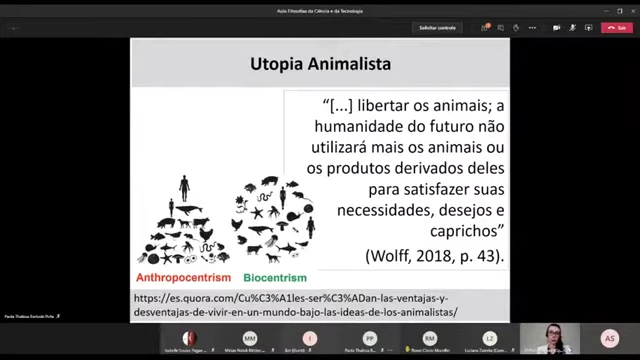 Aula Filosofias da Ciência e da Tecnologia
Solicitar controle
Sair
Utopia Animalista
“[...] libertar os animais; a
humanidade do futuro não
utilizará mais os animais ou
os produtos derivados deles
para satisfazer suas
necessidades, desejos e
caprichos”
(Wolff, 2018, p. 43).
Anthropocentrism
Biocentrism
https://es.quora.com/Cu%C3%A1les-ser%C3%ADan-las-ventajas-y-
desventajas-de-vivir-en-un-mundo-bajo-las-ideas-de-los-animalistas/
MM
I
PP
RM
LZ
AS